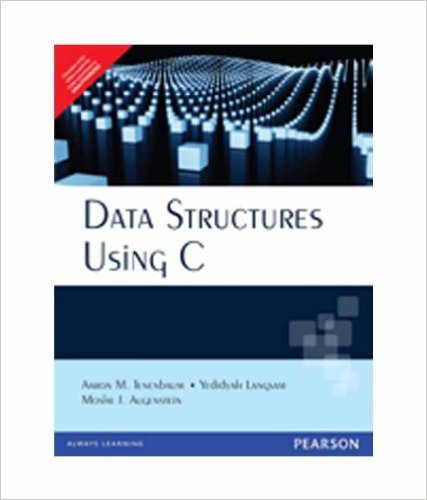 DATA STRUCTURES
USING C
AARON M. TENENBAUM • YEDIDYAH LANGSAM
MOSHE J. AUGENSTEIN
ALWAYS LEARNING
PEARSON